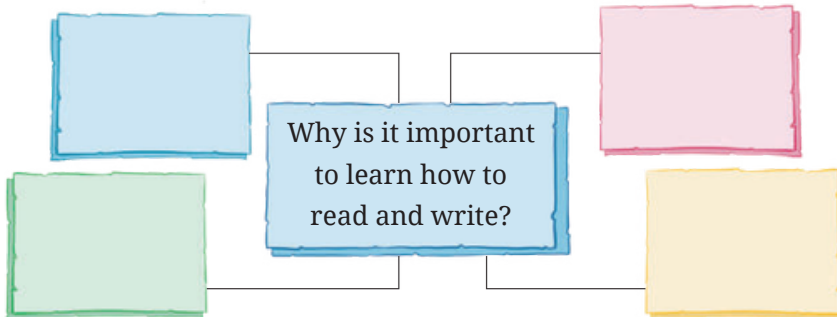 Why is it important
to learn how to
read and write?